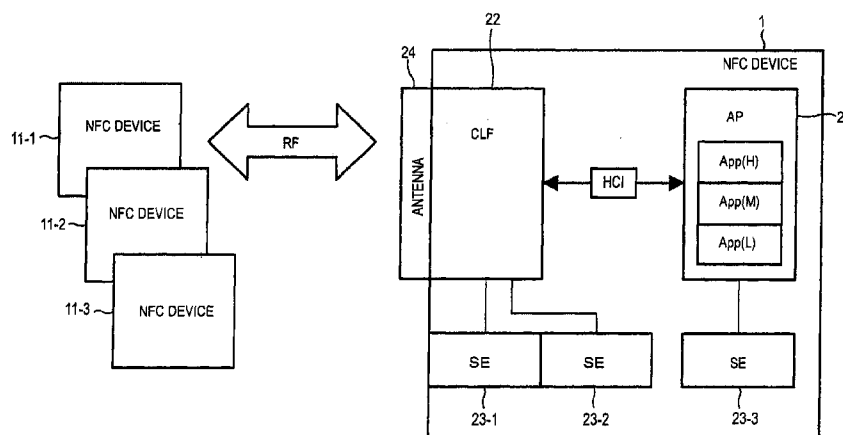 22
1
24
NFC DEVICE
11-1
NFC DEVICE
RF
ANTENNA
CLF
HCI
AP
App(H)
App(M)
App(L)
11-2
NFC DEVICE
11-3
NFC DEVICE
SE
SE
SE
23-1
23-2
23-3